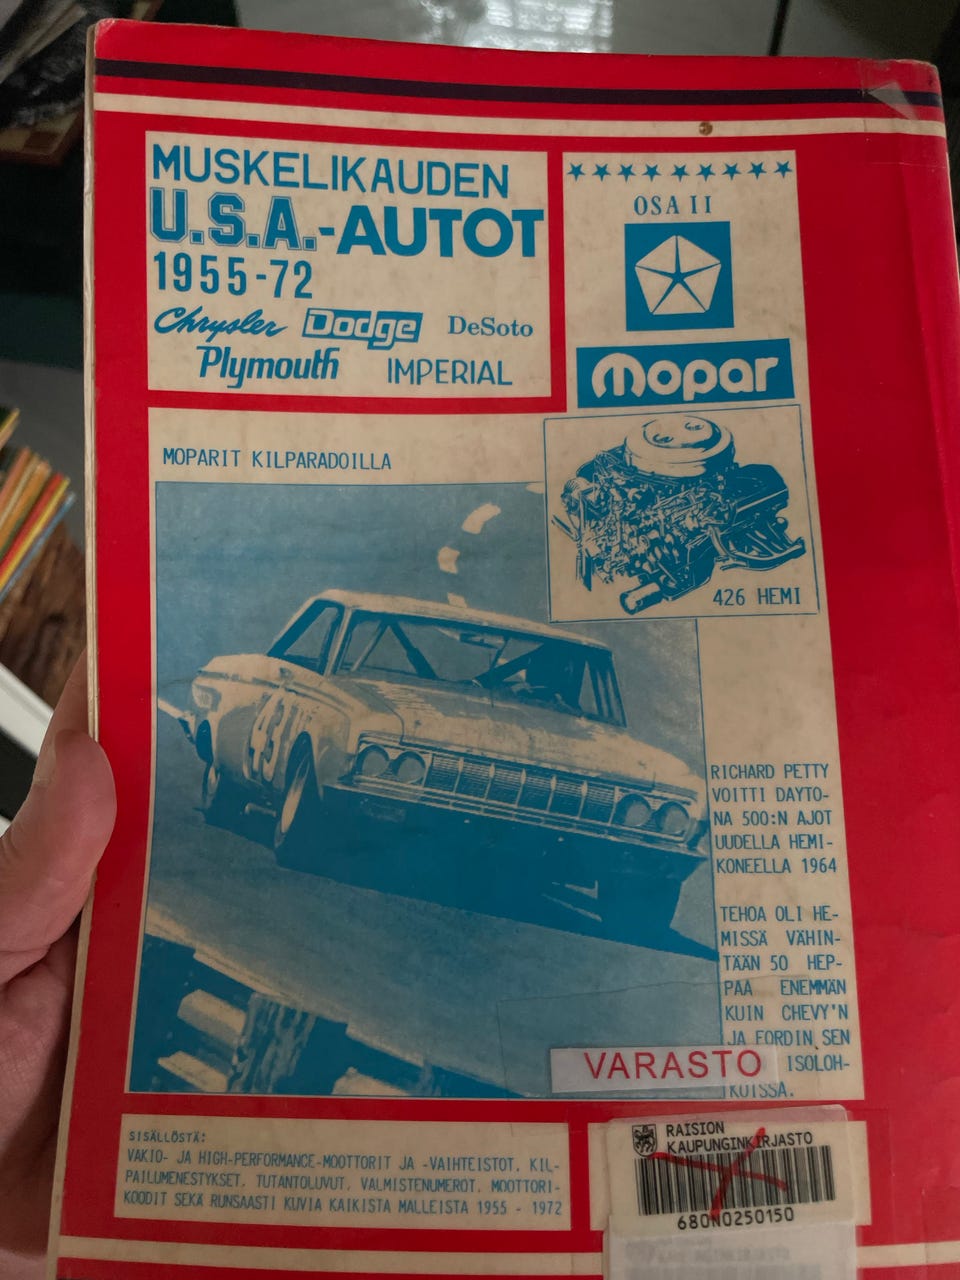 MUSKELIKAUDEN
U.S.A.-AUTOT
1955-72
Chrysler Dodge DeSoto
Plymouth IMPERIAL
OSA II
Mopar
MOPARIT KILPARADOILLA
426 HEMI
43
RICHARD PETTY
VOITTI DAYTO-
NA 500:N AJOT
UUDELLA HEMI-
KONEELLA 1964
TEHOA OLI HE-
MISSÄ VÄHIN-
TÄÄN 50 HEP-
PAA ENEMMÄN
KUIN CHEVY'N
JA FORDIN SEN
ISOLOH-
KOISSA.
VARASTO
SISÄLLÖSTÄ:
VAKIO- JA HIGH-PERFORMANCE-MOOTTORIT JA -VAIHTEISTOT, KIL-
PAILUMENESTYKSET, TUTANTOLUVUT, VALMISTENUMEROT, MOOTTORI-
KOODIT SEKÄ RUNSAASTI KUVIA KAIKISTA MALLEISTA 1955 - 1972
RAISION
KAUPUNGINKIRJASTO
680N0250150